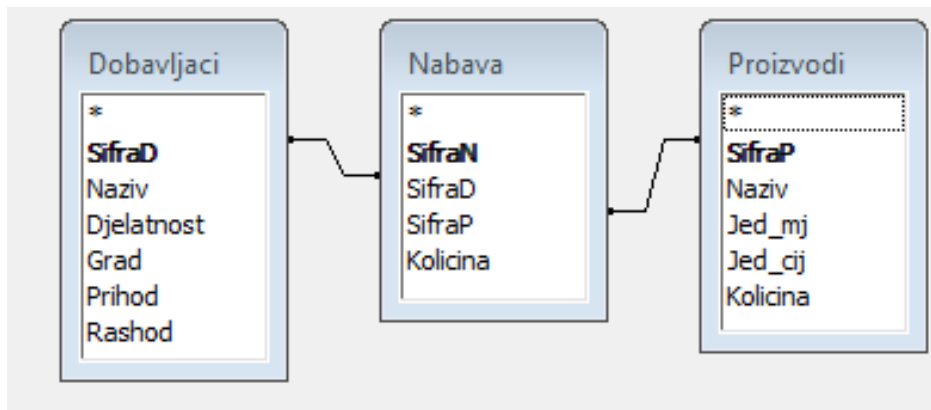 Dobavljaci
*
SifraD
Naziv
Djelatnost
Grad
Prihod
Rashod
Nabava
*
SifraN
SifraD
SifraP
Kolicina
Proizvodi
*
SifraP
Naziv
Jed_mj
Jed_cij
Kolicina